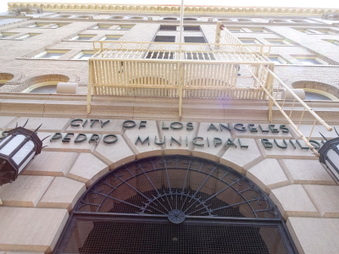 CITY OF LOS ANGELES
PEDRO MUNICIPAL BUILD